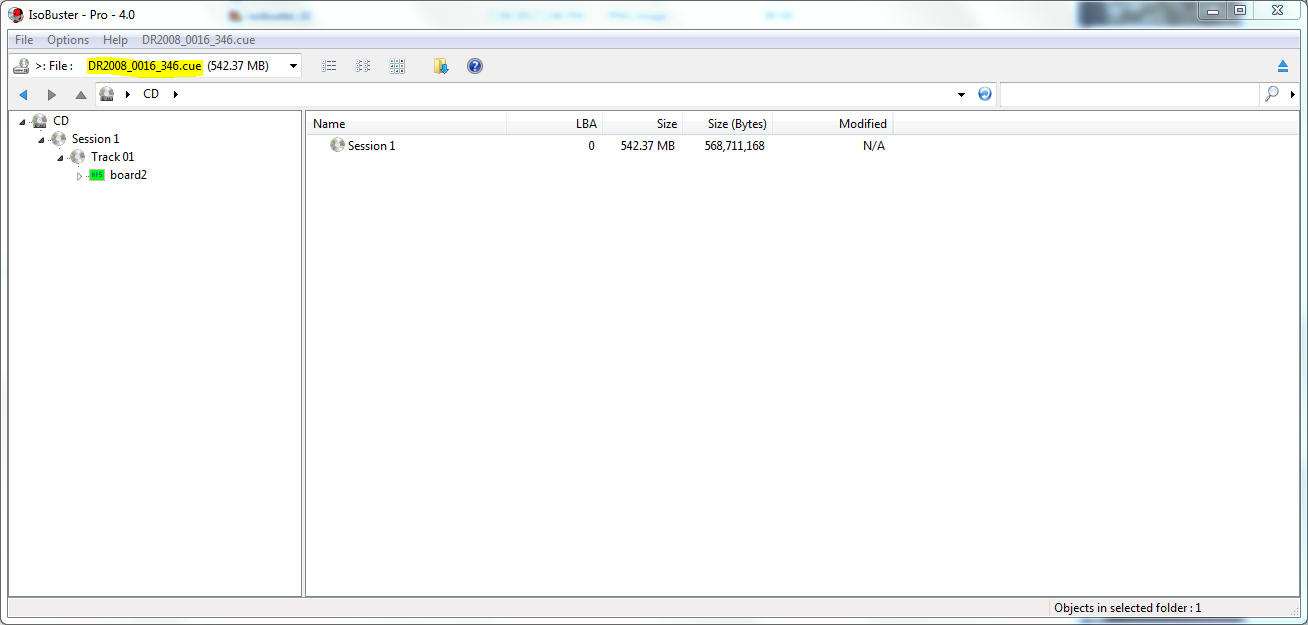 IsoBuster - Pro - 4.0
File Options Help DR2008_0016_346.cue
>: File : DR2008_0016_346.cue (542.37 MB)
CD
CD
Session 1
Track 01
HFS board2
Name LBA Size Size (Bytes) Modified
Session 1 0 542.37 MB 568,711,168 N/A
Objects in selected folder : 1